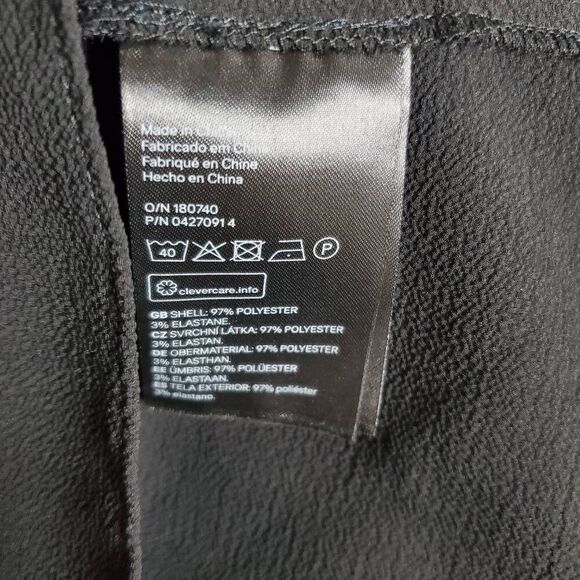 Made in China
Fabricado em China
Fabriqué en Chine
Hecho en China
O/N 180740
P/N 0427091 4
40 P
clevercare.info
GB SHELL: 97% POLYESTER
3% ELASTANE.
CZ SVRCHNÍ LÁTKA: 97% POLYESTER
3% ELASTAN.
DE OBERMATERIAL: 97% POLYESTER
3% ELASTHAN.
EE ÜMBRIS: 97% POLÜESTER
3% ELASTAAN.
ES TELA EXTERIOR: 97% poliéster
3% elastano.